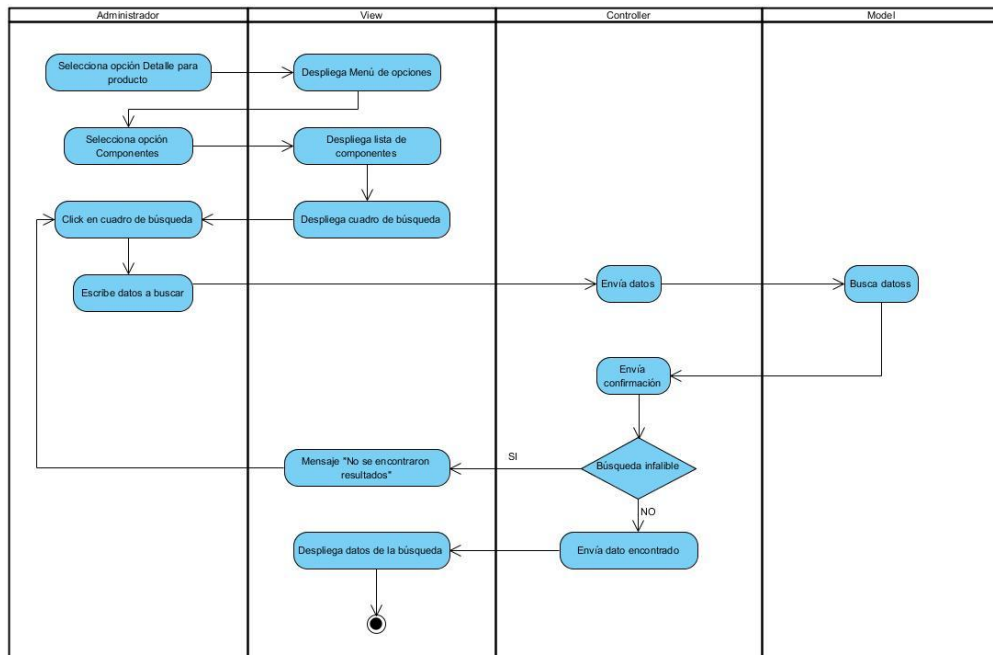 Administrador
View
Controller
Model
Selecciona opción Detalle para
producto
Despliega Menú de opciones
Selecciona opción
Componentes
Despliega lista de
componentes
Click en cuadro de búsqueda
Despliega cuadro de búsqueda
Escribe datos a buscar
Envía datos
Busca datoss
Envía
confirmación
Mensaje "No se encontraron
resultados"
SI
Búsqueda infalible
NO
Despliega datos de la búsqueda
Envía dato encontrado